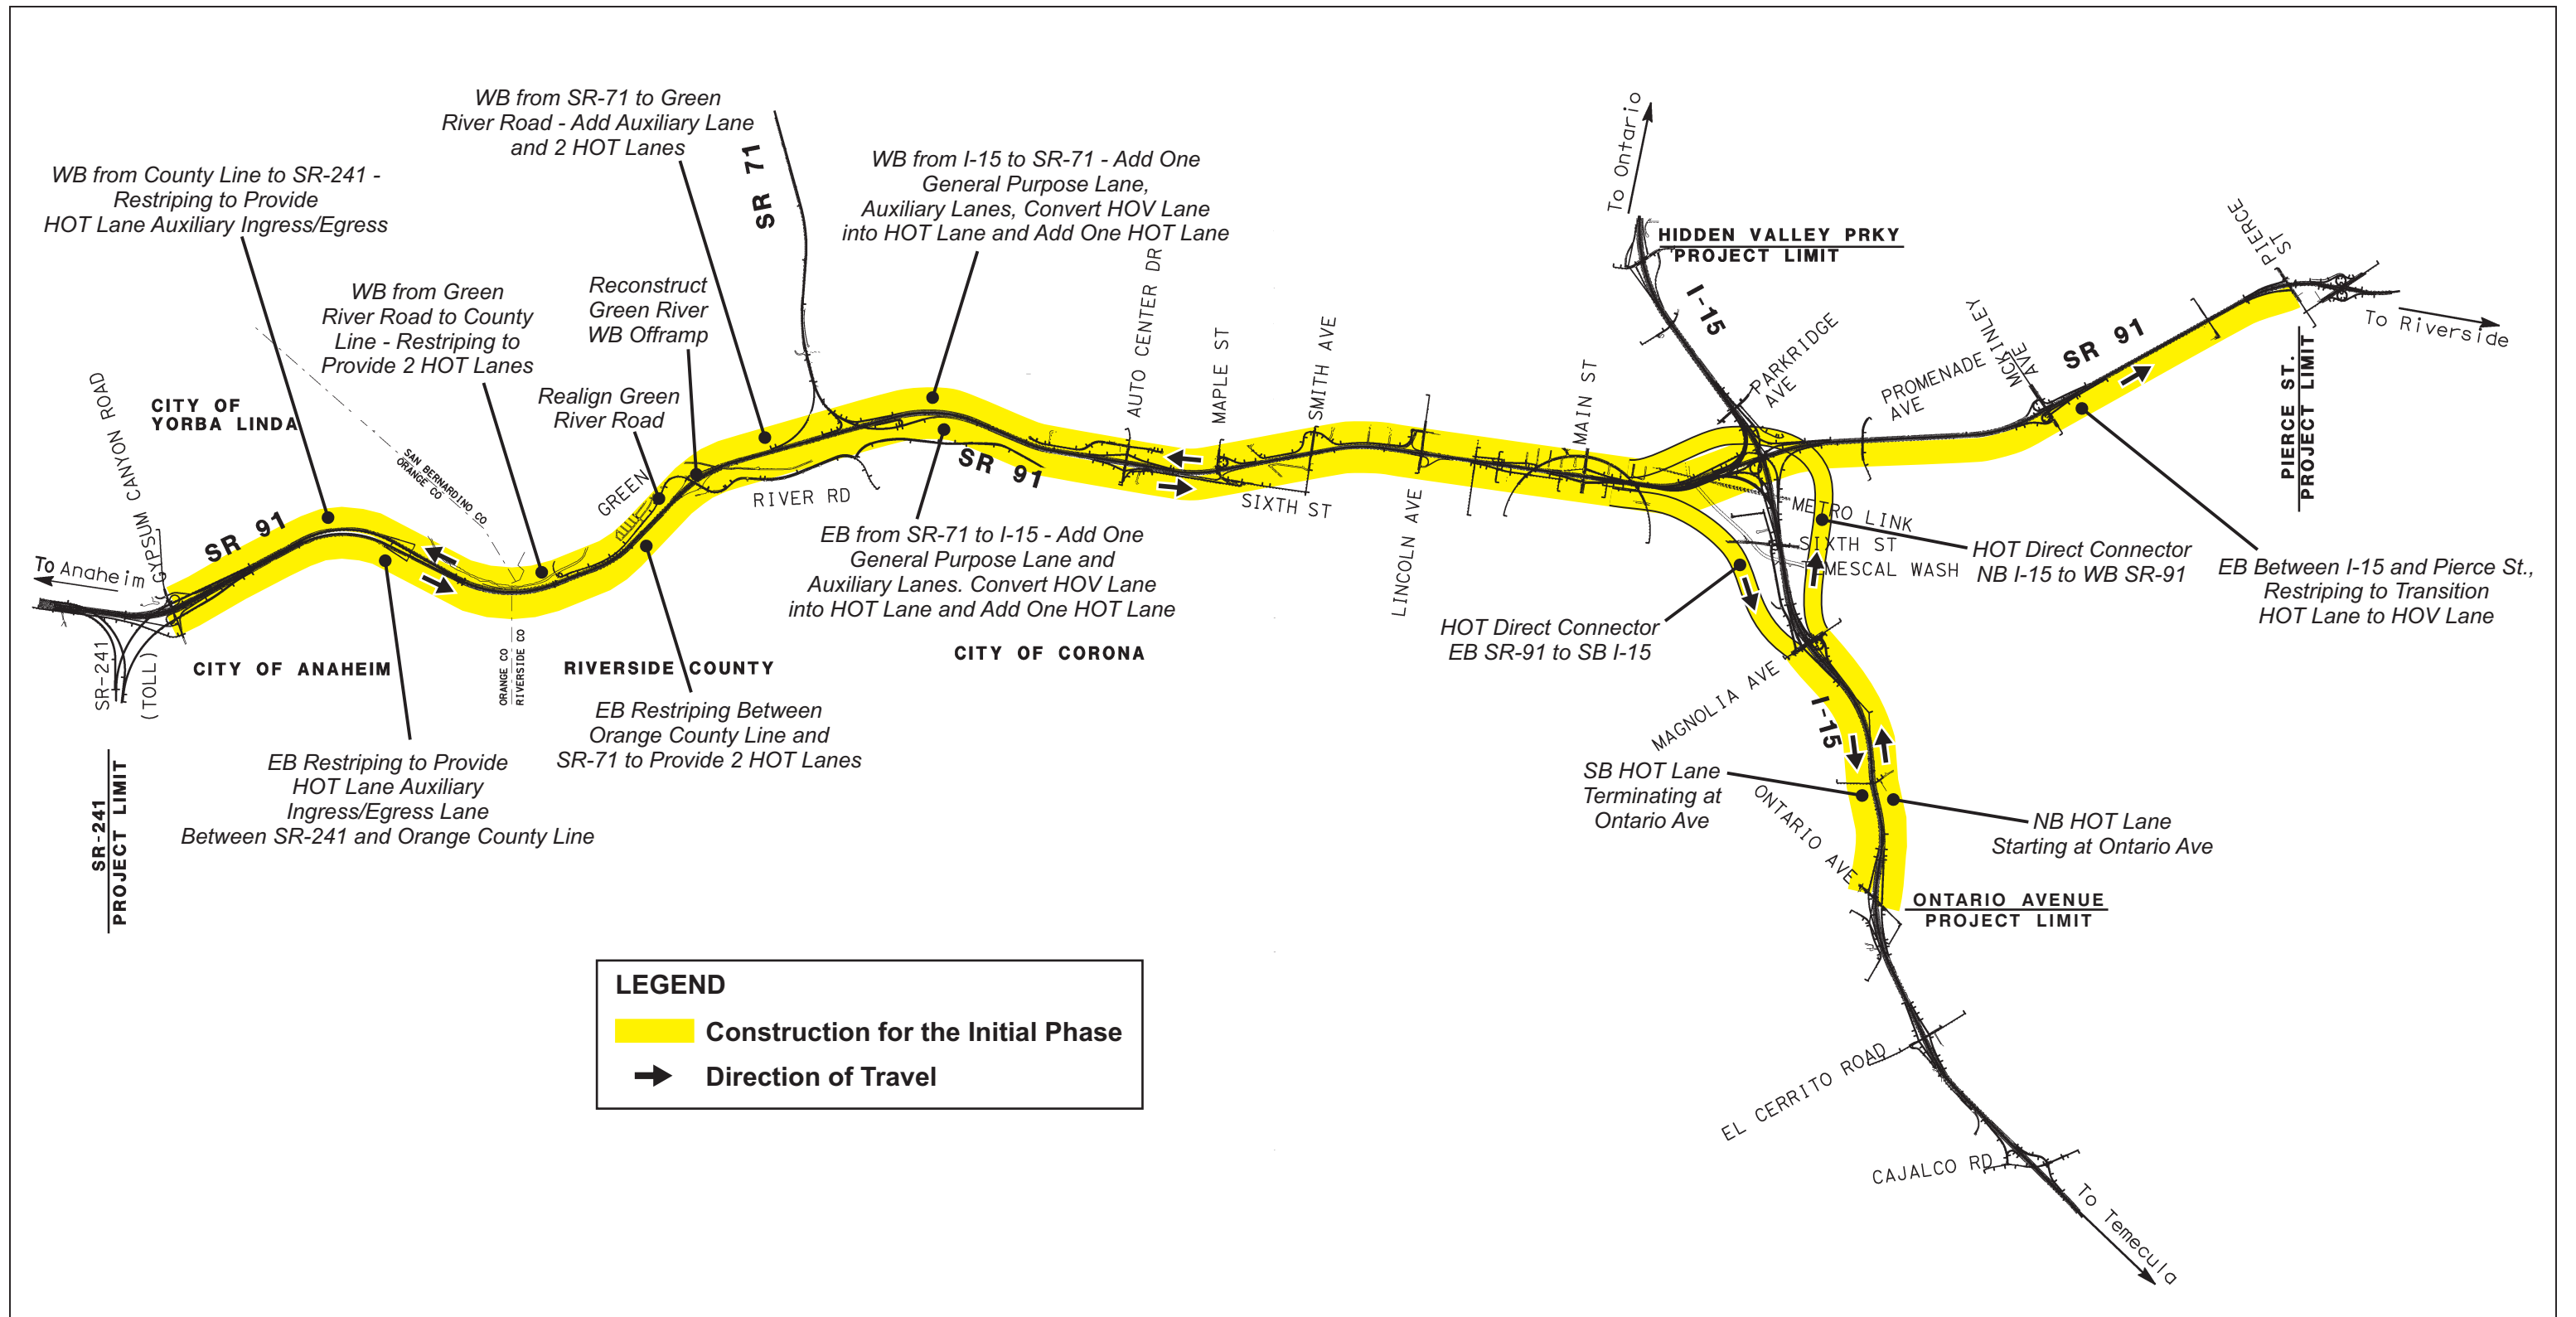 WB from SR-71 to Green
River Road - Add Auxiliary Lane
and 2 HOT Lanes
WB from County Line to SR-241 -
Restriping to Provide
HOT Lane Auxiliary Ingress/Egress
WB from I-15 to SR-71 - Add One
General Purpose Lane,
Auxiliary Lanes, Convert HOV Lane
into HOT Lane and Add One HOT Lane
WB from Green
River Road to County
Line - Restriping to
Provide 2 HOT Lanes
Reconstruct
Green River
WB Offramp
Realign Green
River Road
SR 71
To Ontario
HIDDEN VALLEY PRKY
PROJECT LIMIT
I-15
PARKRIDGE
AVE
PROMENADE
AVE
MCKINLEY
AVE
SR 91
PIERCE
ST
To Riverside
PIERCE ST.
PROJECT LIMIT
AUTO CENTER DR
MAPLE ST
SMITH AVE
MAIN ST
LINCOLN AVE
SIXTH ST
GYPSUM CANYON ROAD
CITY OF
YORBA LINDA
SAN BERNARDINO CO
ORANGE CO
GREEN
RIVER RD
SR 91
SR 91
To Anaheim
SR-241
(TOLL)
CITY OF ANAHEIM
ORANGE CO
RIVERSIDE CO
RIVERSIDE COUNTY
CITY OF CORONA
EB from SR-71 to I-15 - Add One
General Purpose Lane and
Auxiliary Lanes. Convert HOV Lane
into HOT Lane and Add One HOT Lane
METRO LINK
SIXTH ST
TEMESCAL WASH
HOT Direct Connector
NB I-15 to WB SR-91
EB Between I-15 and Pierce St.,
Restriping to Transition
HOT Lane to HOV Lane
HOT Direct Connector
EB SR-91 to SB I-15
MAGNOLIA AVE
I-15
EB Restriping Between
Orange County Line and
SR-71 to Provide 2 HOT Lanes
EB Restriping to Provide
HOT Lane Auxiliary
Ingress/Egress Lane
Between SR-241 and Orange County Line
SR-241
PROJECT LIMIT
SB HOT Lane
Terminating at
Ontario Ave
ONTARIO AVE
NB HOT Lane
Starting at Ontario Ave
ONTARIO AVENUE
PROJECT LIMIT
LEGEND
Construction for the Initial Phase
Direction of Travel
EL CERRITO ROAD
CAJALCO RD
To Temecula